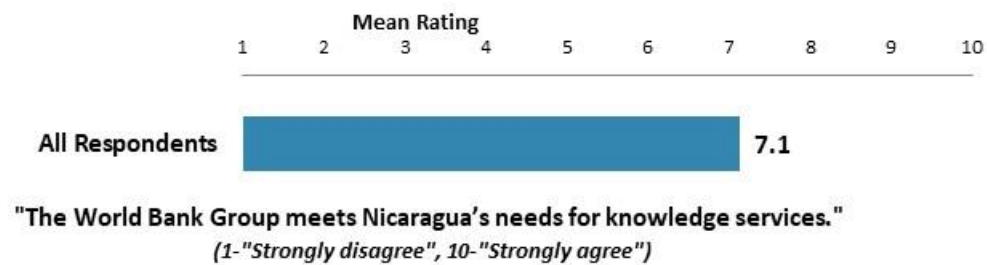 Mean Rating
1 2 3 4 5 6 7 8 9 10
All Respondents 7.1
"The World Bank Group meets Nicaragua’s needs for knowledge services."
(1-"Strongly disagree", 10-"Strongly agree")